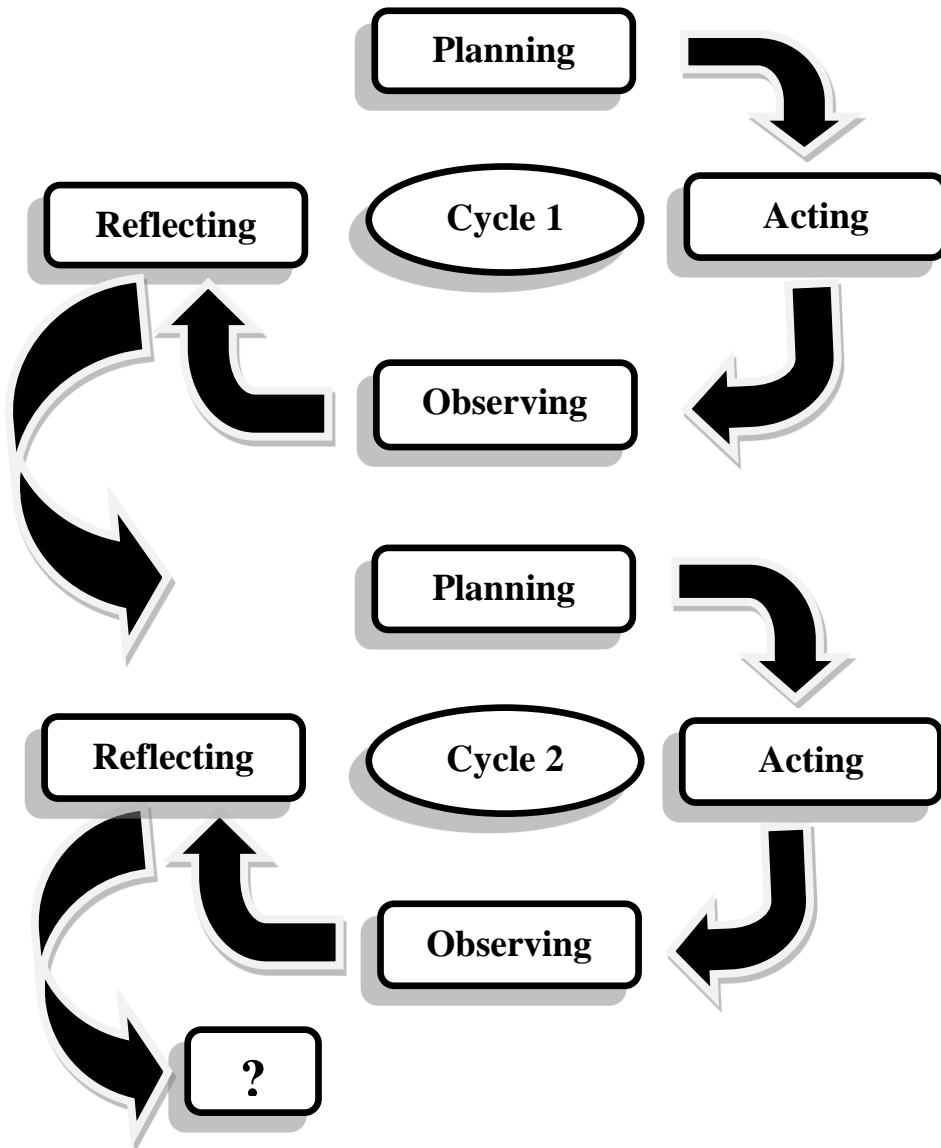 Planning
Reflecting
Cycle 1
Acting
Observing
Planning
Reflecting
Cycle 2
Acting
Observing
?